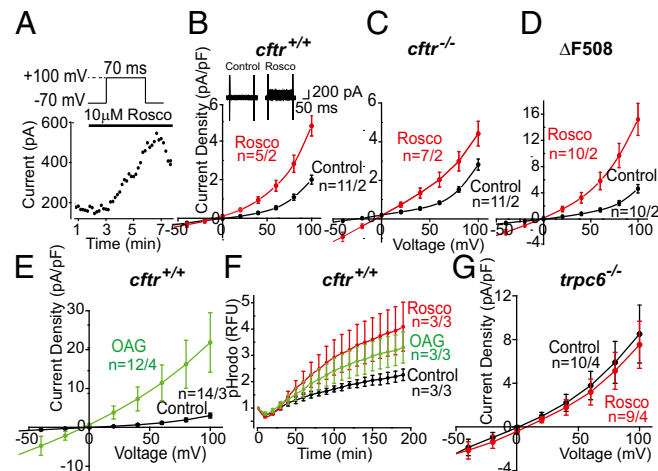 A
+100 mV
70 ms
-70 mV
10µM Rosco
Current (pA)
600
400
200
1
3
5
7
Time (min)
B
cftr+/+
Control
Rosco
200 pA
50 ms
Current Density (pA/pF)
6
4
2
Rosco
n=5/2
Control
n=11/2
-50
0
50
100
C
cftr-/-
6
4
2
Rosco
n=7/2
Control
n=11/2
-50
0
50
100
Voltage (mV)
D
ΔF508
16
12
8
4
-4
Rosco
n=10/2
Control
n=10/2
-50
0
50
100
E
cftr+/+
Current Density (pA/pF)
30
20
10
-10
OAG
n=12/4
n=14/3
Control
0
50
100
Voltage (mV)
F
cftr+/+
pHrodo (RFU)
5
4
3
2
1
Rosco
n=3/3
OAG
n=3/3
Control
n=3/3
0
50
100
150
200
Time (min)
G
trpc6-/-
Current Density (pA/pF)
12
8
4
-4
Control
n=10/4
Rosco
n=9/4
-50
0
50
100
Voltage (mV)